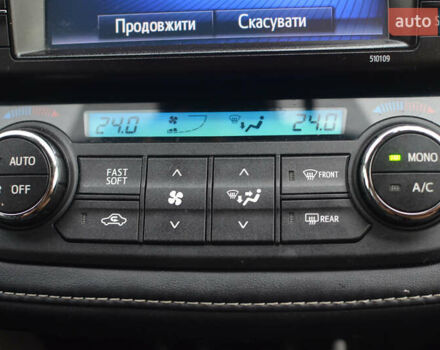 Продовжити Скасувати
auto
510109
24.0 24.0
AUTO
OFF
FAST
SOFT
FRONT
REAR
MONO
A/C